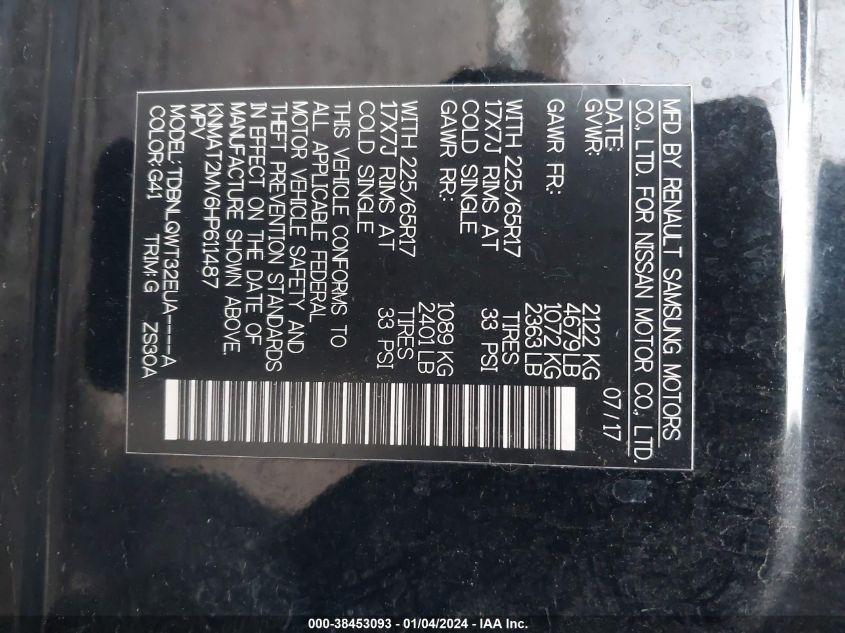 MFD BY RENAULT SAMSUNG MOTORS
CO., LTD. FOR NISSAN MOTOR CO., LTD.
DATE: 07/17
GVWR: 2122 KG
4679 LB
GAWR FR: 1072 KG
2363 LB
WITH 225/65R17 TIRES
17X7J RIMS AT 33 PSI
COLD SINGLE
GAWR RR: 1089 KG
2401 LB
WITH 225/65R17 TIRES
17X7J RIMS AT 33 PSI
COLD SINGLE
THIS VEHICLE CONFORMS TO
ALL APPLICABLE FEDERAL
MOTOR VEHICLE SAFETY AND
THEFT PREVENTION STANDARDS
IN EFFECT ON THE DATE OF
MANUFACTURE SHOWN ABOVE.
KNMAT2MV6HP611487
MPV
MODEL: TDBNLQWT32EUA----A
COLOR: G41 TRIM: G ZS30A
000-38453093 - 01/04/2024 - IAA Inc.